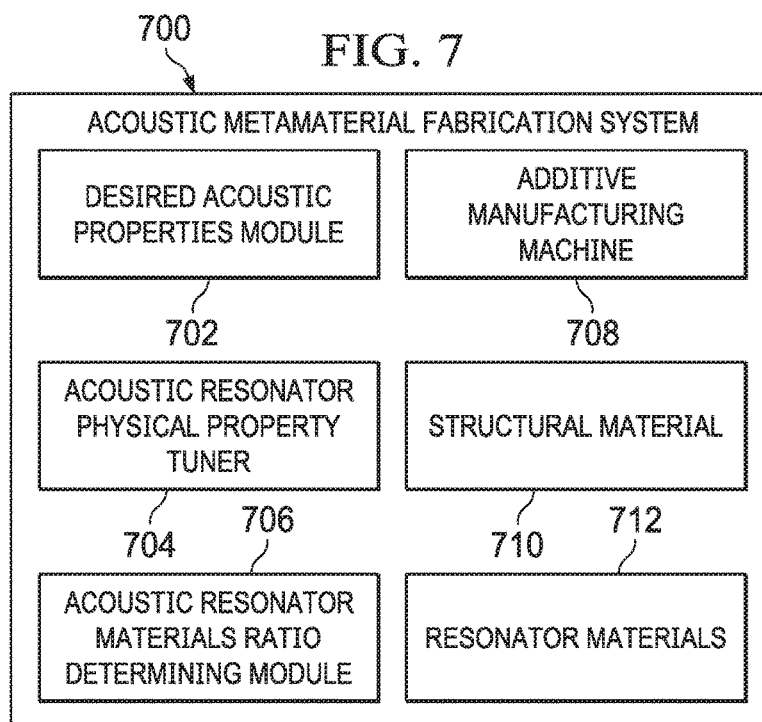 700
FIG. 7
ACOUSTIC METAMATERIAL FABRICATION SYSTEM
DESIRED ACOUSTIC
PROPERTIES MODULE
702
ADDITIVE
MANUFACTURING
MACHINE
708
ACOUSTIC RESONATOR
PHYSICAL PROPERTY
TUNER
704
STRUCTURAL MATERIAL
710
706
ACOUSTIC RESONATOR
MATERIALS RATIO
DETERMINING MODULE
712
RESONATOR MATERIALS